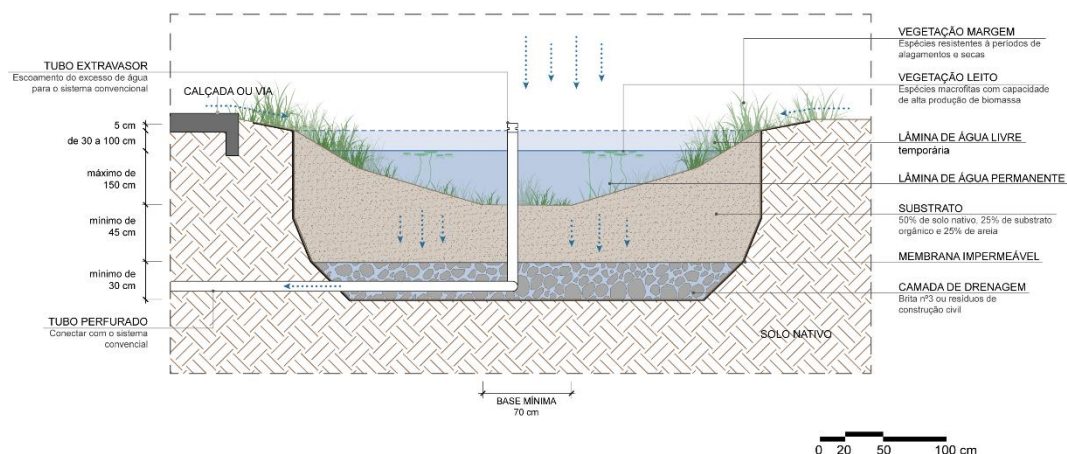 TUBO EXTRAVASOR
Escoamento do excesso de água
para o sistema convencional
CALÇADA OU VIA
5 cm
de 30 a 100 cm
máximo de
150 cm
mínimo de
45 cm
mínimo de
30 cm
TUBO PERFURADO
Conectar com o sistema
convencial
VEGETAÇÃO MARGEM
Espécies resistentes à períodos de
alagamentos e secas
VEGETAÇÃO LEITO
Espécies macrofitas com capacidade
de alta produção de biomassa
LÂMINA DE ÁGUA LIVRE
temporária
LÂMINA DE ÁGUA PERMANENTE
SUBSTRATO
50% de solo nativo, 25% de substrato
orgânico e 25% de areia
MEMBRANA IMPERMEÁVEL
CAMADA DE DRENAGEM
Brita nº3 ou resíduos de
construção civil
SOLO NATIVO
BASE MÍNIMA
70 cm
0 20 50 100 cm